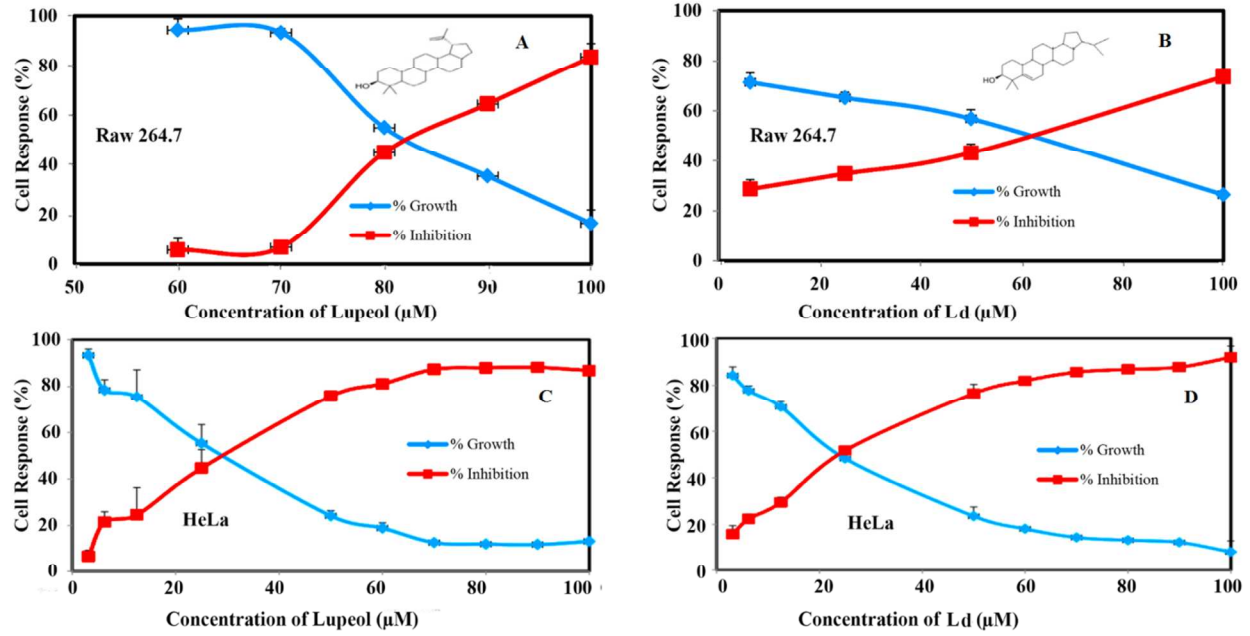 Cell Response (%)
100
80
60
40
20
0
A
HO
Raw 264.7
% Growth
% Inhibition
50 60 70 80 90 100
Concentration of Lupeol (µM)
Cell Response (%)
100
80
60
40
20
0
B
HO
Raw 264.7
% Growth
% Inhibition
0 20 40 60 80 100
Concentration of Ld (µM)
Cell Response (%)
100
80
60
40
20
0
C
% Growth
% Inhibition
HeLa
0 20 40 60 80 100
Concentration of Lupeol (µM)
Cell Response (%)
100
80
60
40
20
0
D
% Growth
% Inhibition
HeLa
0 20 40 60 80 100
Concentration of Ld (µM)